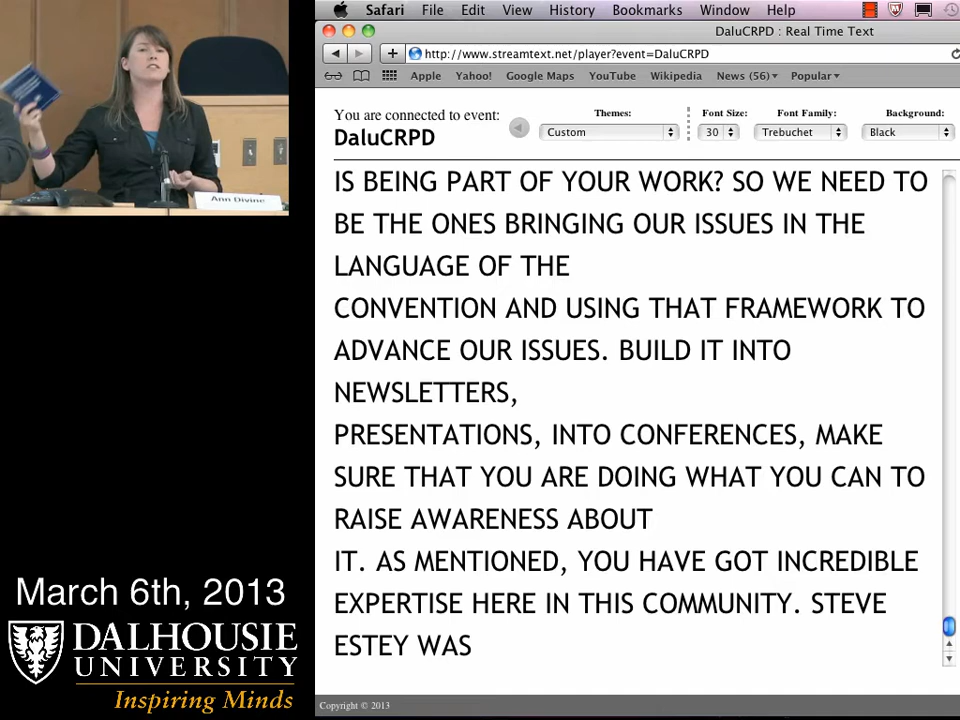 Safari File Edit View History Bookmarks Window Help
DaluCRPD : Real Time Text
http://www.streamtext.net/player?event=DaluCRPD
Apple Yahoo! Google Maps YouTube Wikipedia News (56) Popular
You are connected to event:
DaluCRPD
Themes: Font Size: Font Family: Background:
Custom 30 Trebuchet Black
IS BEING PART OF YOUR WORK? SO WE NEED TO
BE THE ONES BRINGING OUR ISSUES IN THE
LANGUAGE OF THE
CONVENTION AND USING THAT FRAMEWORK TO
ADVANCE OUR ISSUES. BUILD IT INTO
NEWSLETTERS,
PRESENTATIONS, INTO CONFERENCES, MAKE
SURE THAT YOU ARE DOING WHAT YOU CAN TO
RAISE AWARENESS ABOUT
IT. AS MENTIONED, YOU HAVE GOT INCREDIBLE
EXPERTISE HERE IN THIS COMMUNITY. STEVE
ESTEY WAS
Copyright © 2013
Ann Divine
March 6th, 2013
DALHOUSIE
UNIVERSITY
Inspiring Minds